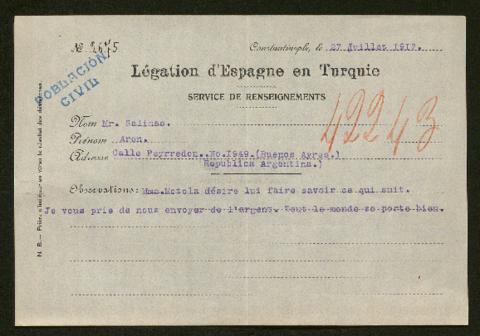 № 2675
Constantinople, le 27 Juillet 1917.
POBLACIÓN
CIVIL
Légation d'Espagne en Turquie
SERVICE DE RENSEIGNEMENTS
42243
Nom Mr. Salinas.
Prénom Aron.
Adresse Calle Peyrredon. No.1949.(Buenos Ayres.)
Republica Argentina.)
Observations: Mme. Motola désire lui faire savoir ce qui suit.
Je vous prie de nous envoyer de l'argent. Tout le monde se porte bien.
N. B. — Prière